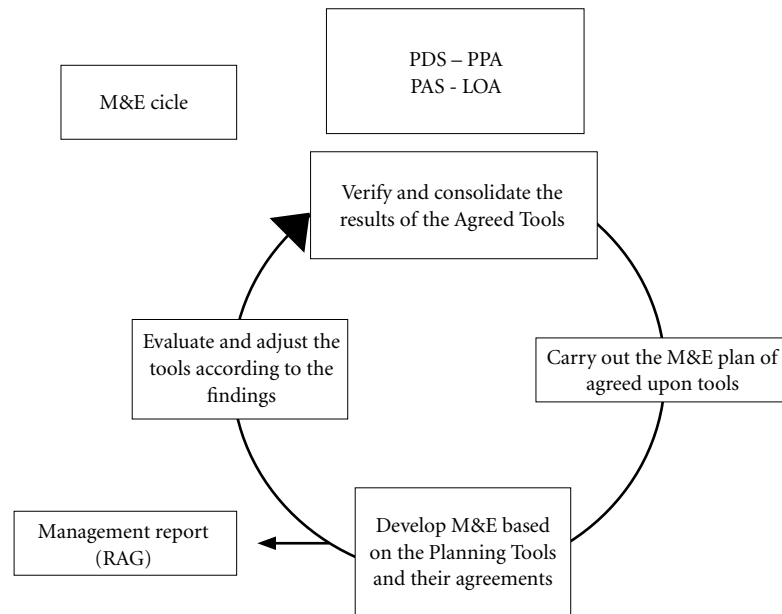 PDS – PPA
PAS - LOA
M&E cicle
Verify and consolidate the
results of the Agreed Tools
Evaluate and adjust the
tools according to the
findings
Carry out the M&E plan of
agreed upon tools
Develop M&E based
on the Planning Tools
and their agreements
Management report
(RAG)